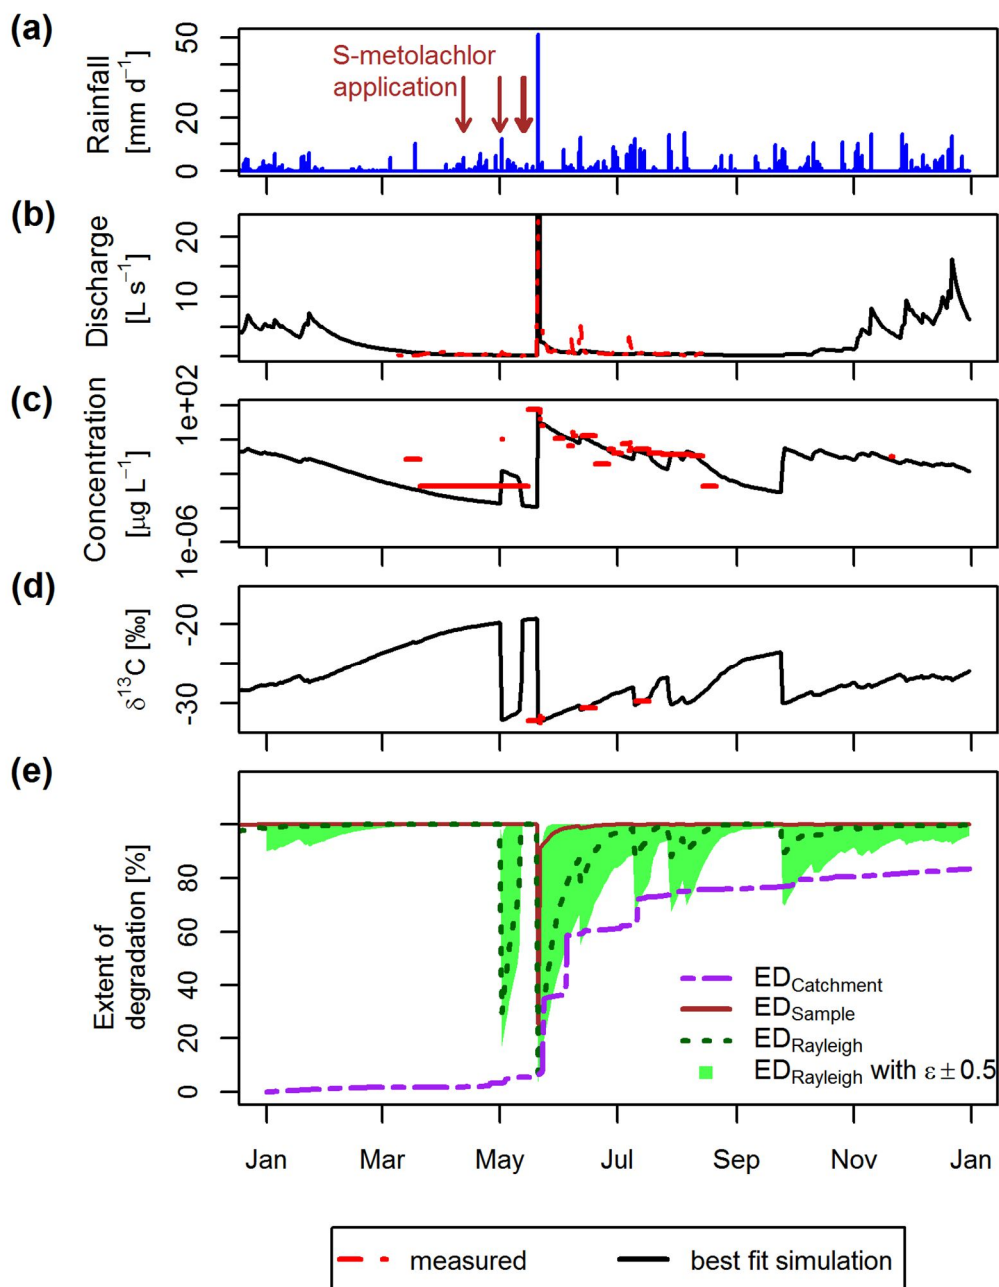 (a)
Rainfall
[mm d⁻¹]
50
20
0
S-metolachlor
application
(b)
Discharge
[L s⁻¹]
20
10
(c)
Concentration
[µg L⁻¹]
1e+02
1e-06
(d)
δ¹³C [‰]
-20
-30
(e)
Extent of
degradation [%]
80
60
40
20
0
ED_Catchment
ED_Sample
ED_Rayleigh
ED_Rayleigh with ε ± 0.5
Jan Mar May Jul Sep Nov Jan
measured best fit simulation